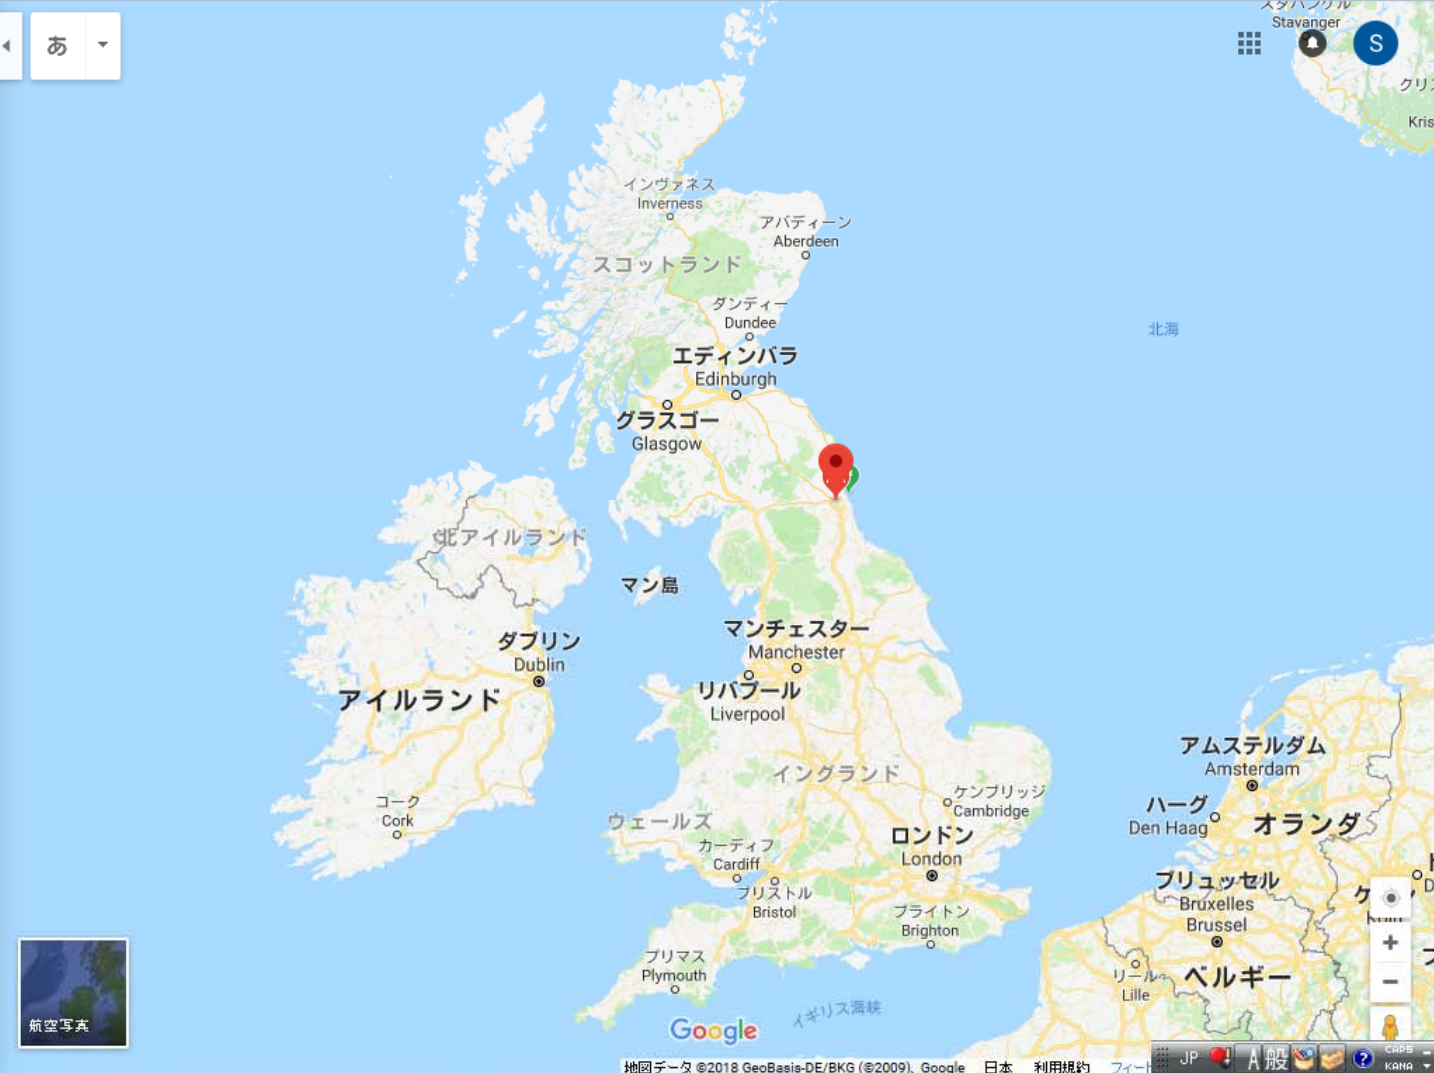 あ
Stavanger
S
Kris
インヴァネス
Inverness
アバディーン
Aberdeen
スコットランド
ダンディー
Dundee
北海
エディンバラ
Edinburgh
グラスゴー
Glasgow
北アイルランド
マン島
マンチェスター
Manchester
ダブリン
Dublin
アイルランド
リバプール
Liverpool
アムステルダム
Amsterdam
イングランド
ケンブリッジ
Cambridge
コーク
Cork
ハーグ
Den Haag
オランダ
ウェールズ
ロンドン
London
カーディフ
Cardiff
ブリュッセル
Bruxelles
Brussel
ブリストル
Bristol
ブライトン
Brighton
プリマス
Plymouth
リール
Lille
ベルギー
イギリス海峡
航空写真
Google
JP
A般
CAPS
KANA
地図データ ©2018 GeoBasis-DE/BKG (©2009), Google 日本 利用規約 フィード